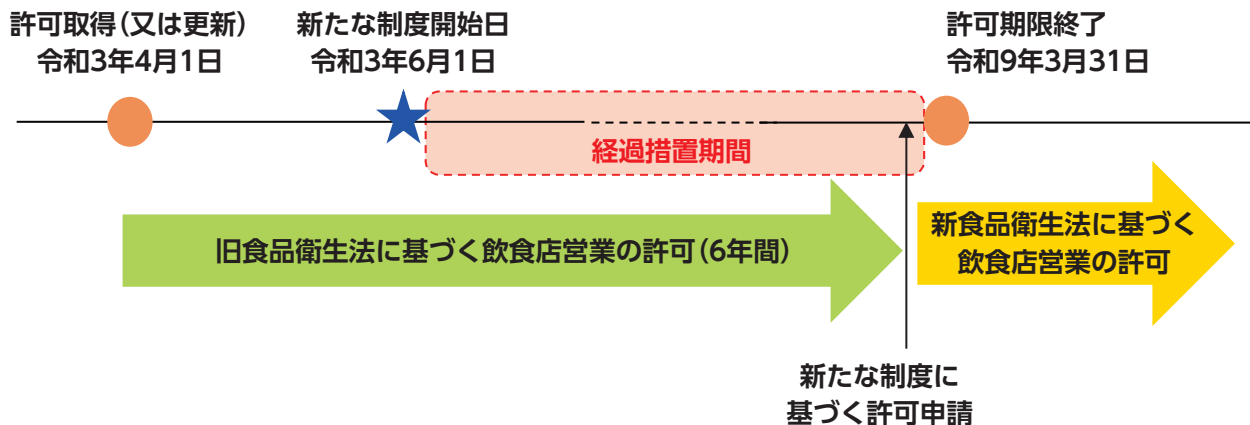 許可取得（又は更新）
令和3年4月1日
新たな制度開始日
令和3年6月1日
許可期限終了
令和9年3月31日
経過措置期間
旧食品衛生法に基づく飲食店営業の許可（6年間）
新食品衛生法に基づく
飲食店営業の許可
新たな制度に
基づく許可申請